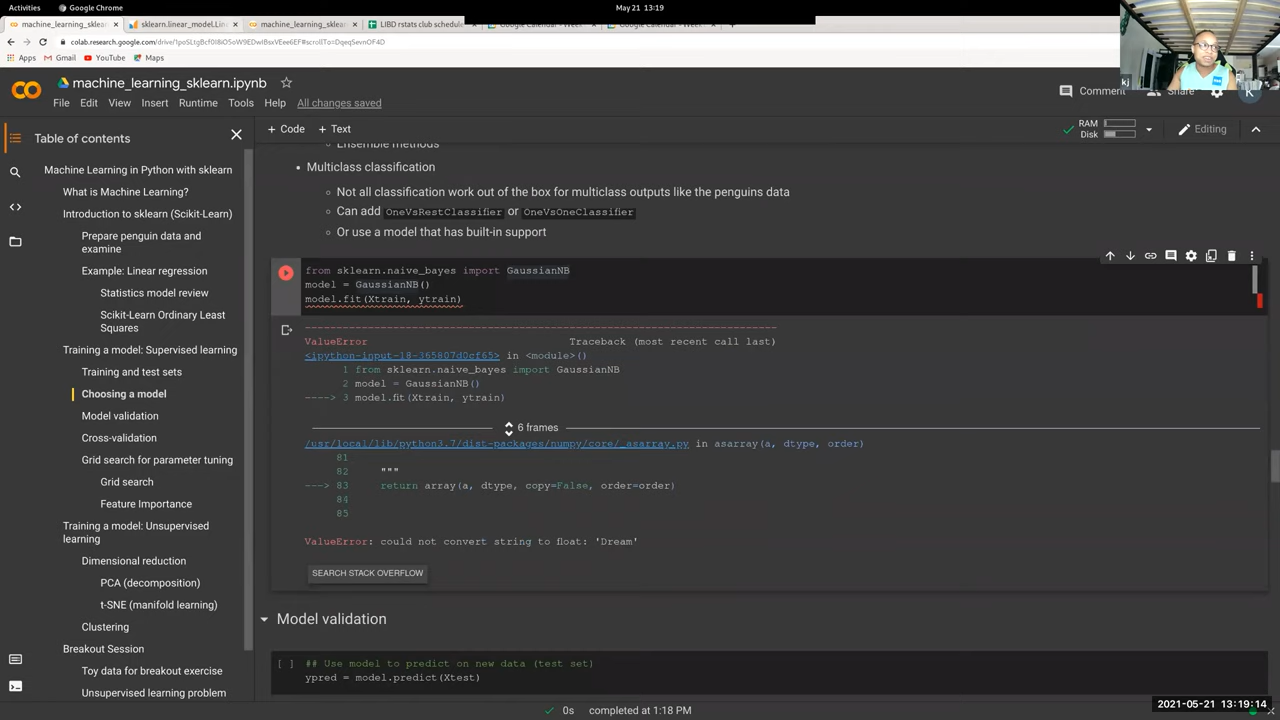 Activities
Google Chrome
May 21 13:19
machine_learning_skle
sklearn.linear_model.Lin
machine_learning_sklear
LIBD rstats club schedule
Google Calendar - Week
Google Calendar - Week
Apps
Gmail
YouTube
Maps
kj
machine_learning_sklearn.ipynb
File Edit View Insert Runtime Tools Help All changes saved
Comment
Share
K
+ Code + Text
RAM
Disk
Editing
Table of contents
Machine Learning in Python with sklearn
What is Machine Learning?
Introduction to sklearn (Scikit-Learn)
Prepare penguin data and
examine
Example: Linear regression
Statistics model review
Scikit-Learn Ordinary Least
Squares
Training a model: Supervised learning
Training and test sets
Choosing a model
Model validation
Cross-validation
Grid search for parameter tuning
Grid search
Feature Importance
Training a model: Unsupervised
learning
Dimensional reduction
PCA (decomposition)
t-SNE (manifold learning)
Clustering
Breakout Session
Toy data for breakout exercise
Unsupervised learning problem
Ensemble methods
Multiclass classification
Not all classification work out of the box for multiclass outputs like the penguins data
Can add OneVsRestClassifier or OneVsOneClassifier
Or use a model that has built-in support
from sklearn.naive_bayes import GaussianNB
model = GaussianNB()
model.fit(Xtrain, ytrain)
ValueError Traceback (most recent call last)
<ipython-input-18-365807d0cf65> in <module>()
1 from sklearn.naive_bayes import GaussianNB
2 model = GaussianNB()
----> 3 model.fit(Xtrain, ytrain)
6 frames
/usr/local/lib/python3.7/dist-packages/numpy/core/_asarray.py in asarray(a, dtype, order)
81
82 """
---> 83 return array(a, dtype, copy=False, order=order)
84
85
ValueError: could not convert string to float: 'Dream'
SEARCH STACK OVERFLOW
Model validation
[ ] ## Use model to predict on new data (test set)
ypred = model.predict(Xtest)
0s completed at 1:18 PM
2021-05-21 13:19:14